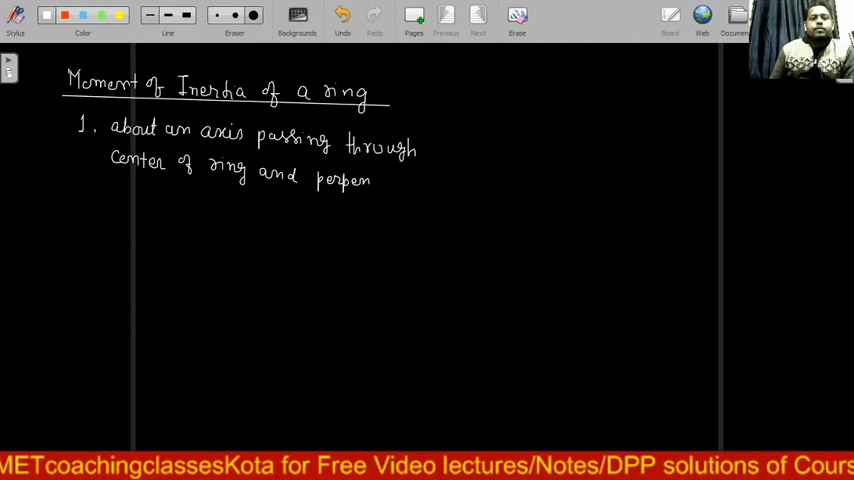 Stylus
Color
Line
Eraser
Backgrounds
Undo
Redo
Pages
Previous
Next
Erase
Board
Web
Documen
Moment of Inertia of a ring
1. about an axis passing through
center of ring and perpen
METcoachingclassesKota for Free Video lectures/Notes/DPP solutions of Cours